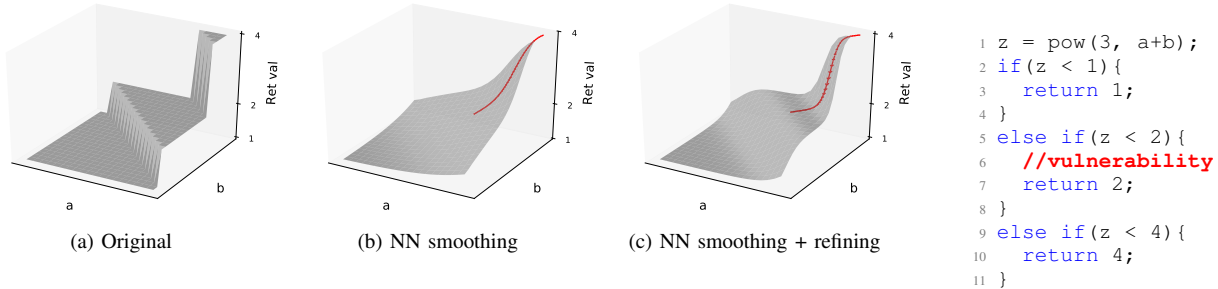 4
2
1
Ret val
a
b
(a) Original
4
2
1
Ret val
a
b
(b) NN smoothing
4
2
1
Ret val
a
b
(c) NN smoothing + refining
1 z = pow(3, a+b);
2 if(z < 1){
3 return 1;
4 }
5 else if(z < 2){
6 //vulnerability
7 return 2;
8 }
9 else if(z < 4){
10 return 4;
11 }